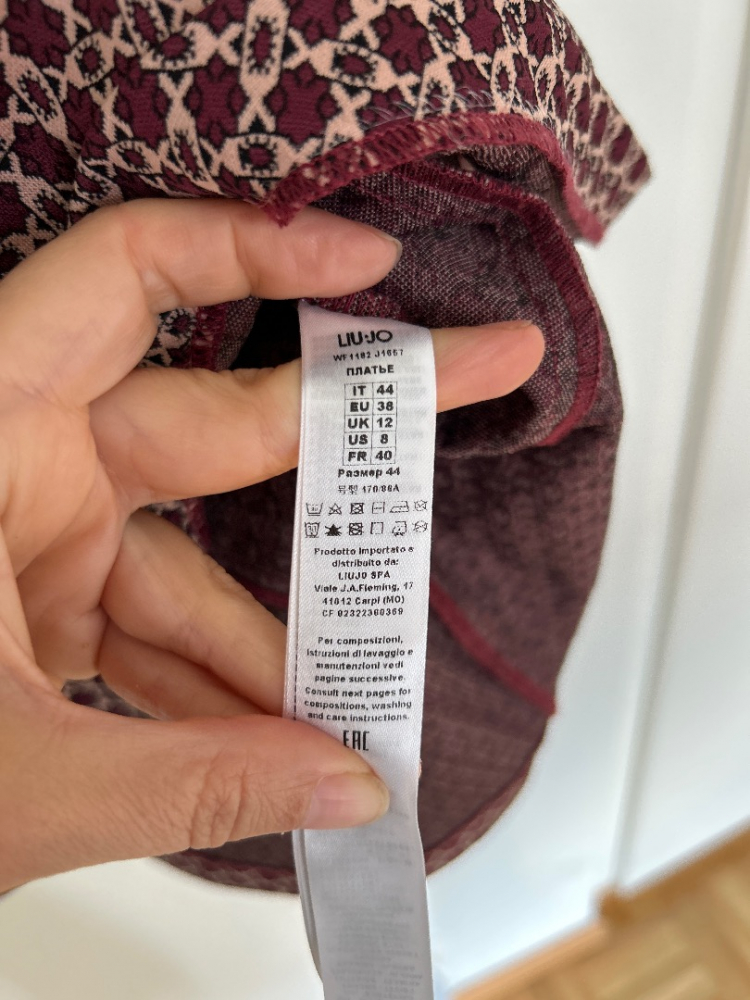 LIU·JO
WF1182 J1657
ПЛАТЬЕ
IT 44
EU 38
UK 12
US 8
FR 40
Размер 44
号型 170/88A
Prodotto importato e
distribuito da:
LIUJO SPA
Viale J.A.Fleming, 17
41012 Carpi (MO)
CF 02322360369
Per composizioni,
istruzioni di lavaggio e
manutenzioni vedi
pagine successive.
Consult next pages for
compositions, washing
and care instructions.
EAC